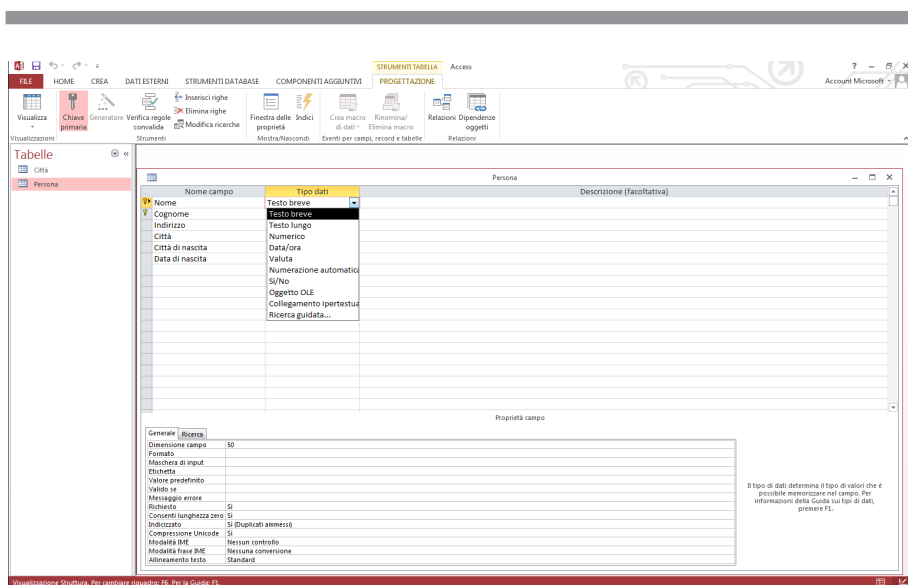 STRUMENTI TABELLA Access
FILE HOME CREA DATI ESTERNI STRUMENTI DATABASE COMPONENTI AGGIUNTIVI PROGETTAZIONE Account Microsoft
Visualizza
Chiave primaria
Generatore
Verifica regole convalida
Inserisci righe
Elimina righe
Modifica ricerche
Finestra delle proprietà
Indici
Crea macro di dati
Rinomina/ Elimina macro
Relazioni
Dipendenze oggetti
Visualizzazioni Strumenti Mostra/Nascondi Eventi per campi, record e tabelle Relazioni
Tabelle
Città
Persona
Persona
Nome campo Tipo dati Descrizione (facoltativa)
Nome Testo breve
Cognome
Indirizzo
Città
Città di nascita
Data di nascita
Testo breve
Testo lungo
Numerico
Data/ora
Valuta
Numerazione automatica
Sì/No
Oggetto OLE
Collegamento ipertestua
Ricerca guidata...
Proprietà campo
Generale Ricerca
Dimensione campo 50
Formato
Maschera di input
Etichetta
Valore predefinito
Valido se
Messaggio errore
Richiesto Sì
Consenti lunghezza zero Sì
Indicizzato Sì (Duplicati ammessi)
Compressione Unicode Sì
Modalità IME Nessun controllo
Modalità frase IME Nessuna conversione
Allineamento testo Standard
Il tipo di dati determina il tipo di valori che è
possibile memorizzare nel campo. Per
informazioni della Guida sui tipi di dati,
premere F1.
Visualizzazione Struttura. Per cambiare riquadro: F6. Per la Guida: F1.